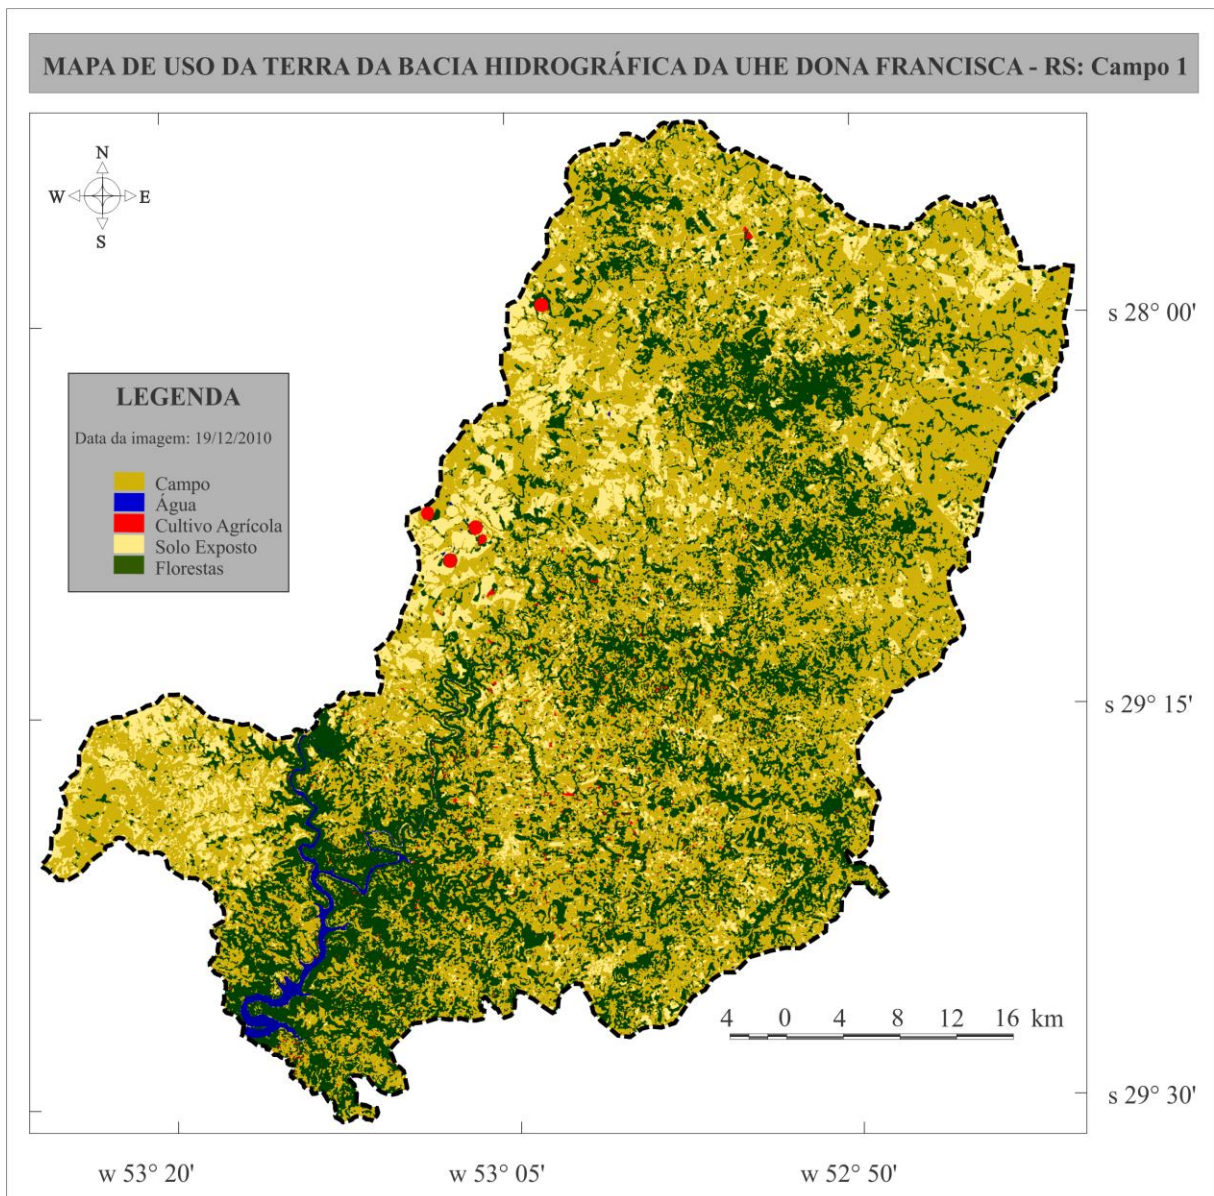 MAPA DE USO DA TERRA DA BACIA HIDROGRÁFICA DA UHE DONA FRANCISCA - RS: Campo 1
N
W E
S
s 28° 00'
LEGENDA
Data da imagem: 19/12/2010
Campo
Água
Cultivo Agrícola
Solo Exposto
Florestas
s 29° 15'
4 0 4 8 12 16 km
s 29° 30'
w 53° 20' w 53° 05' w 52° 50'